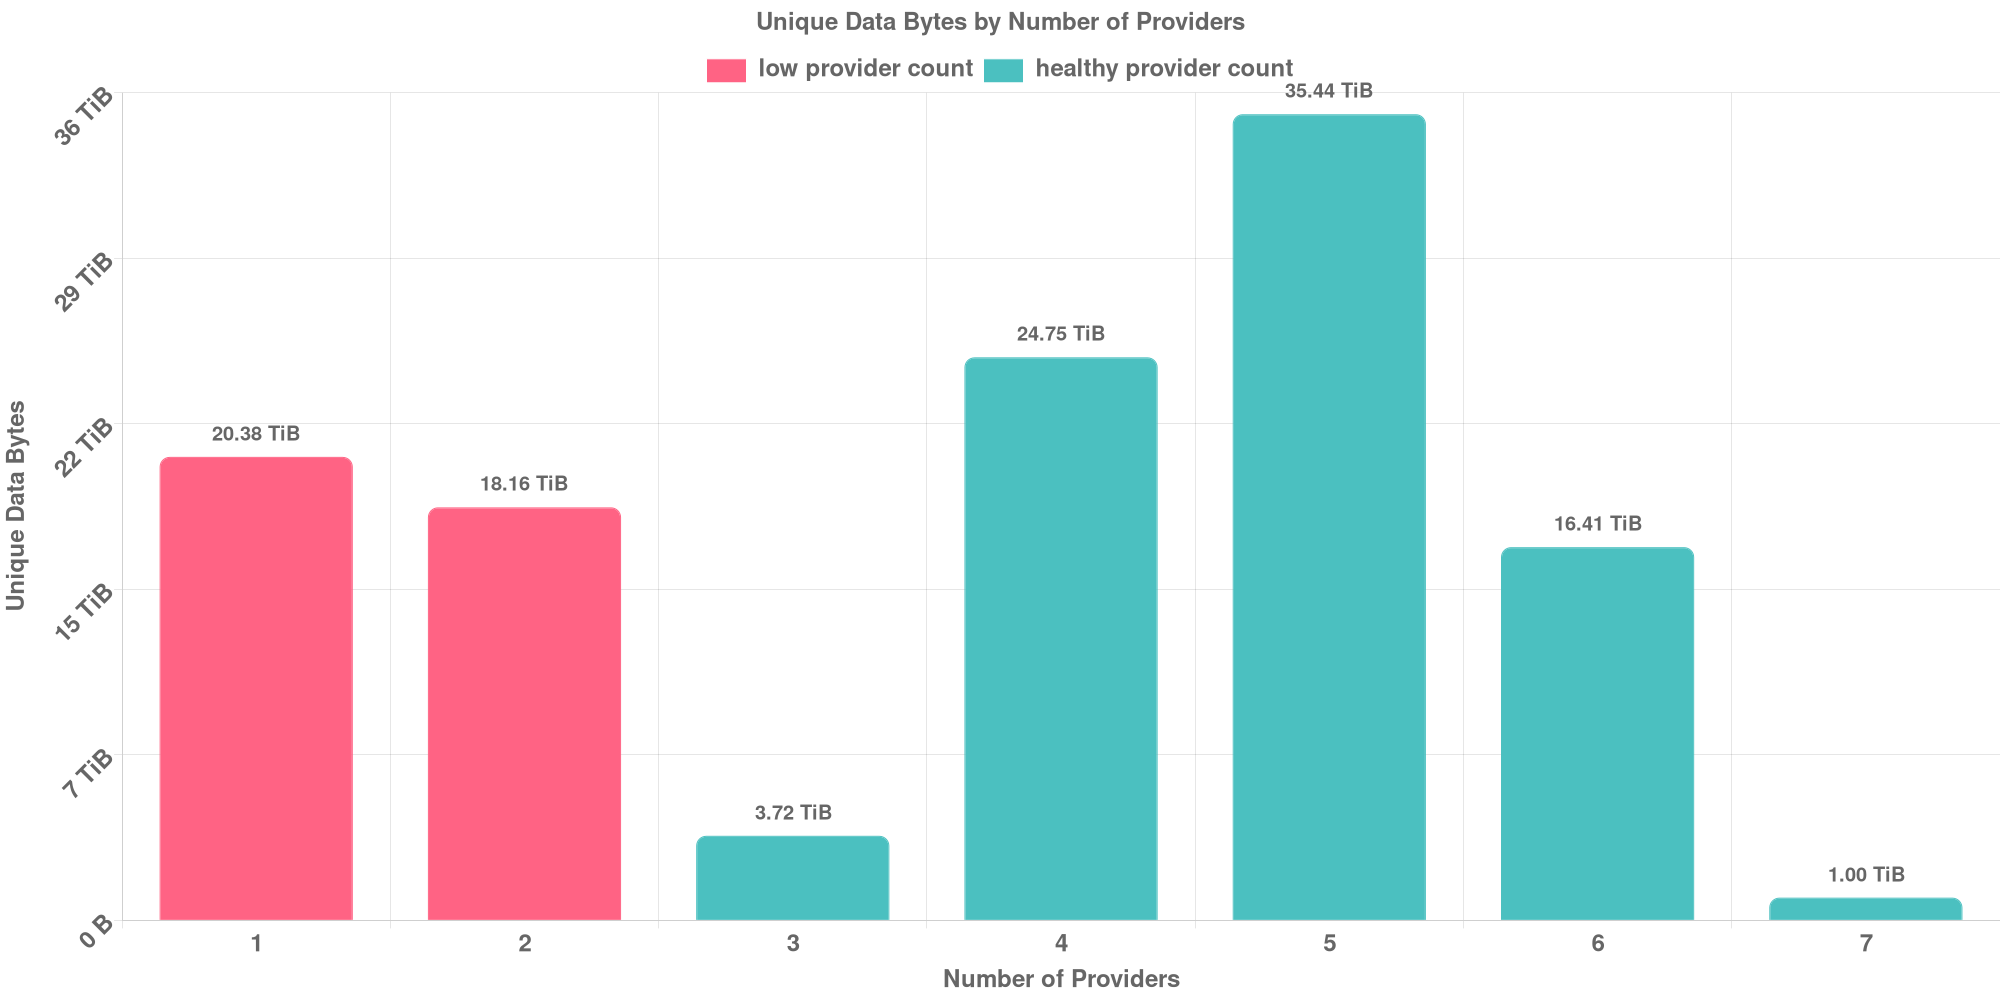 Unique Data Bytes by Number of Providers
low provider count healthy provider count
36 TiB
29 TiB
22 TiB
15 TiB
7 TiB
0 B
Unique Data Bytes
20.38 TiB
18.16 TiB
3.72 TiB
24.75 TiB
35.44 TiB
16.41 TiB
1.00 TiB
1 2 3 4 5 6 7
Number of Providers